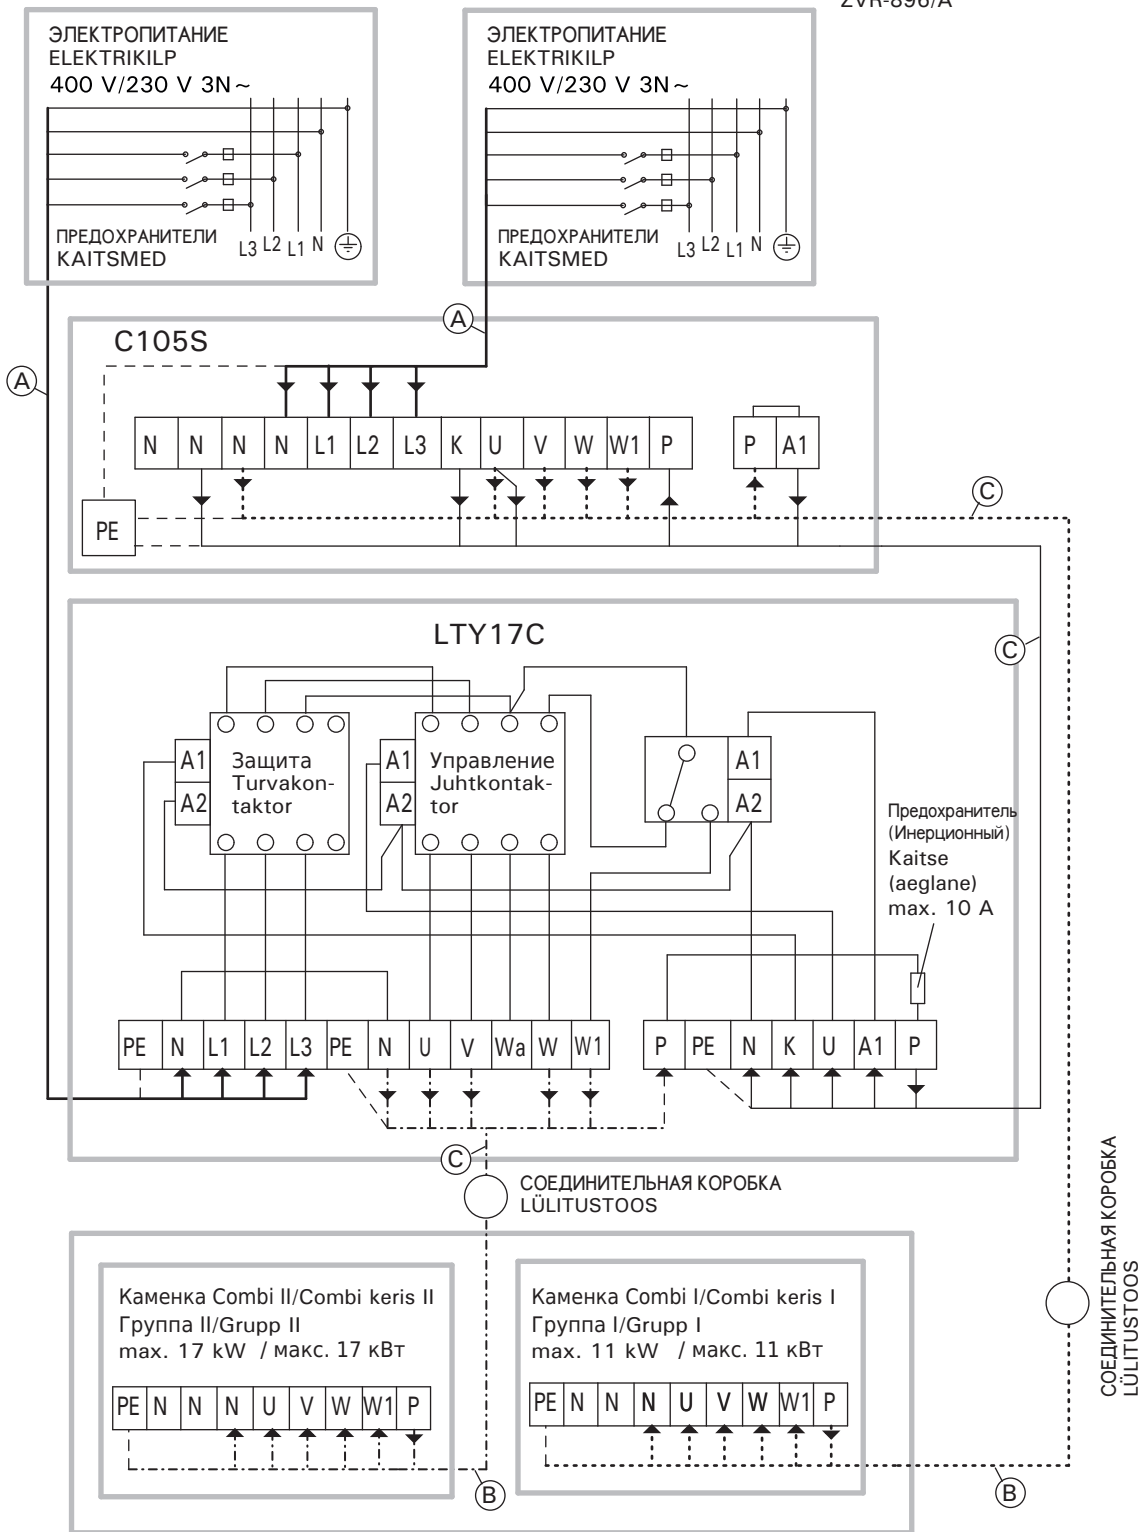 ZVR-896/A
ЭЛЕКТРОПИТАНИЕ
ELEKTRIKILP
400 V/230 V 3N~
ПРЕДОХРАНИТЕЛИ
KAITSMED
L3 L2 L1 N
ЭЛЕКТРОПИТАНИЕ
ELEKTRIKILP
400 V/230 V 3N~
ПРЕДОХРАНИТЕЛИ
KAITSMED
L3 L2 L1 N
A
A
C105S
N N N N L1 L2 L3 K U V W W1 P
P A1
PE
C
LTY17C
C
A1
A2
Защита
Turvakon-
taktor
A1
A2
Управление
Juhtkontak-
tor
A1
A2
Предохранитель
(Инерционный)
Kaitse
(aeglane)
max. 10 A
PE N L1 L2 L3 PE N U V Wa W W1
P PE N K U A1 P
C
СОЕДИНИТЕЛЬНАЯ КОРОБКА
LÜLITUSTOOS
СОЕДИНИТЕЛЬНАЯ КОРОБКА
LÜLITUSTOOS
Каменка Combi II/Combi keris II
Группа II/Grupp II
max. 17 kW / макс. 17 кВт
PE N N N U V W W1 P
B
Каменка Combi I/Combi keris I
Группа I/Grupp I
max. 11 kW / макс. 11 кВт
PE N N N U V W W1 P
B